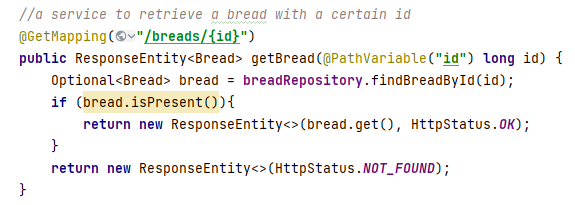 //a service to retrieve a bread with a certain id
@GetMapping("/breads/{id}")
public ResponseEntity<Bread> getBread(@PathVariable("id") long id) {
    Optional<Bread> bread = breadRepository.findBreadById(id);
    if (bread.isPresent()){
        return new ResponseEntity<>(bread.get(), HttpStatus.OK);
    }
    return new ResponseEntity<>(HttpStatus.NOT_FOUND);
}